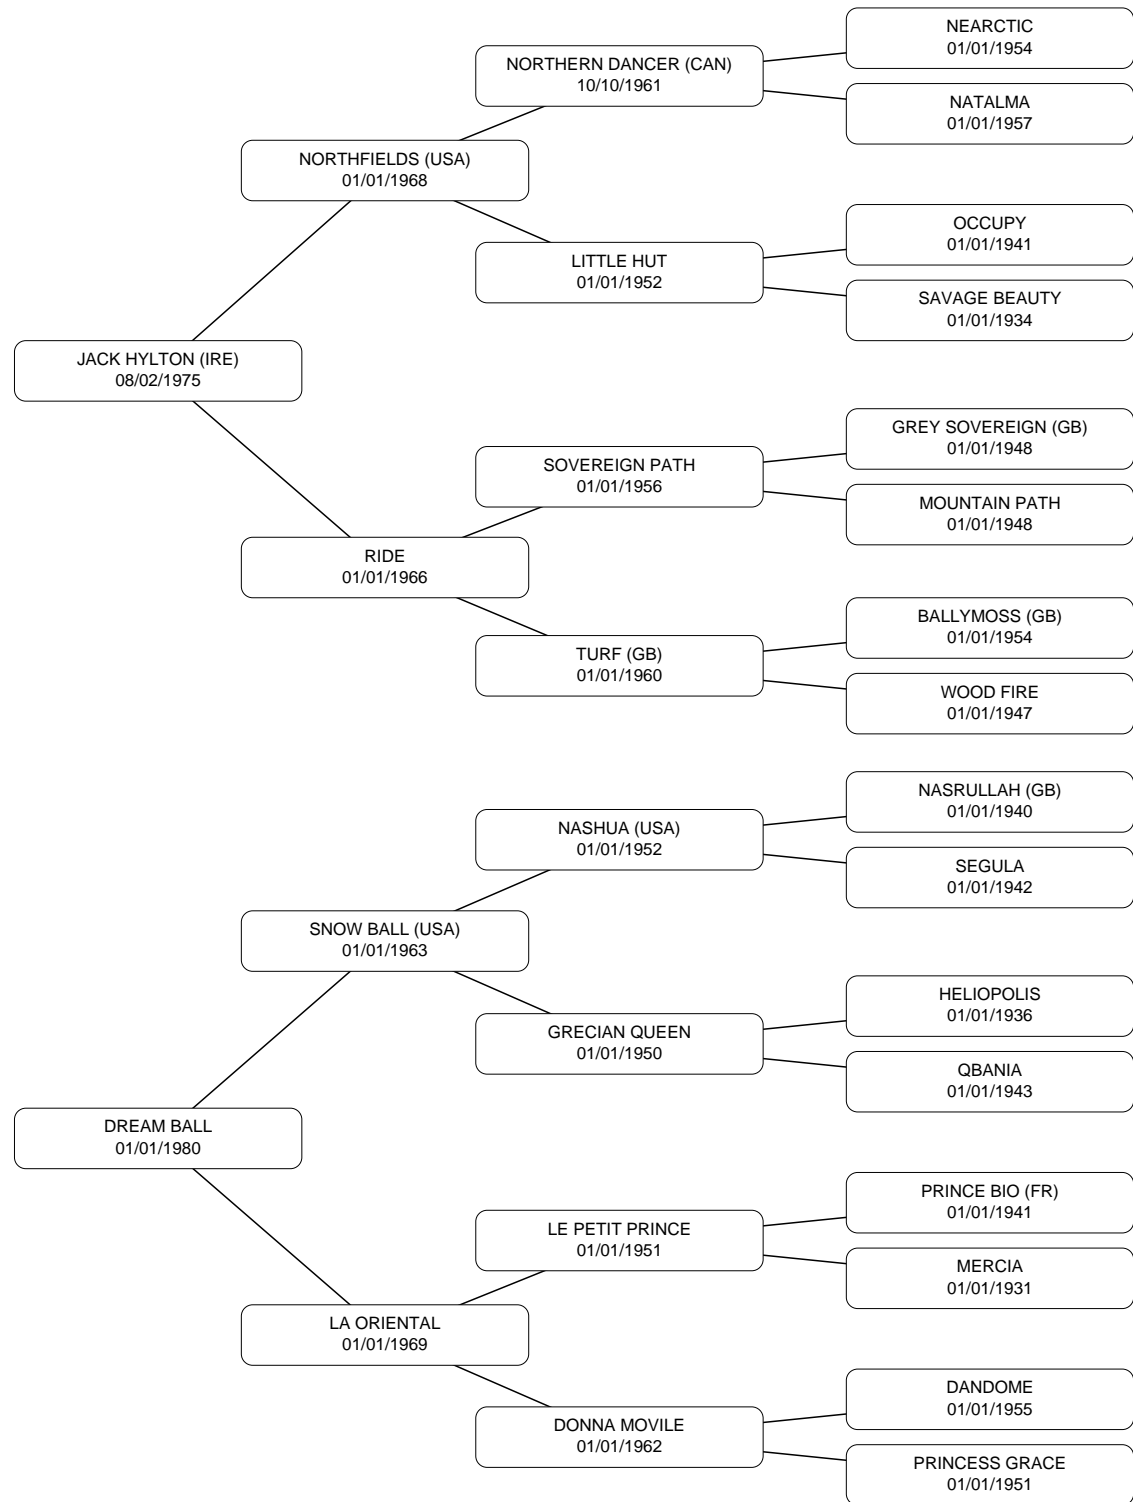 NEARCTIC
01/01/1954
NORTHERN DANCER (CAN)
10/10/1961
NATALMA
01/01/1957
NORTHFIELDS (USA)
01/01/1968
OCCUPY
01/01/1941
LITTLE HUT
01/01/1952
SAVAGE BEAUTY
01/01/1934
JACK HYLTON (IRE)
08/02/1975
GREY SOVEREIGN (GB)
01/01/1948
SOVEREIGN PATH
01/01/1956
MOUNTAIN PATH
01/01/1948
RIDE
01/01/1966
BALLYMOSS (GB)
01/01/1954
TURF (GB)
01/01/1960
WOOD FIRE
01/01/1947
NASRULLAH (GB)
01/01/1940
NASHUA (USA)
01/01/1952
SEGULA
01/01/1942
SNOW BALL (USA)
01/01/1963
HELIOPOLIS
01/01/1936
GRECIAN QUEEN
01/01/1950
QBANIA
01/01/1943
DREAM BALL
01/01/1980
PRINCE BIO (FR)
01/01/1941
LE PETIT PRINCE
01/01/1951
MERCIA
01/01/1931
LA ORIENTAL
01/01/1969
DANDOME
01/01/1955
DONNA MOVILE
01/01/1962
PRINCESS GRACE
01/01/1951